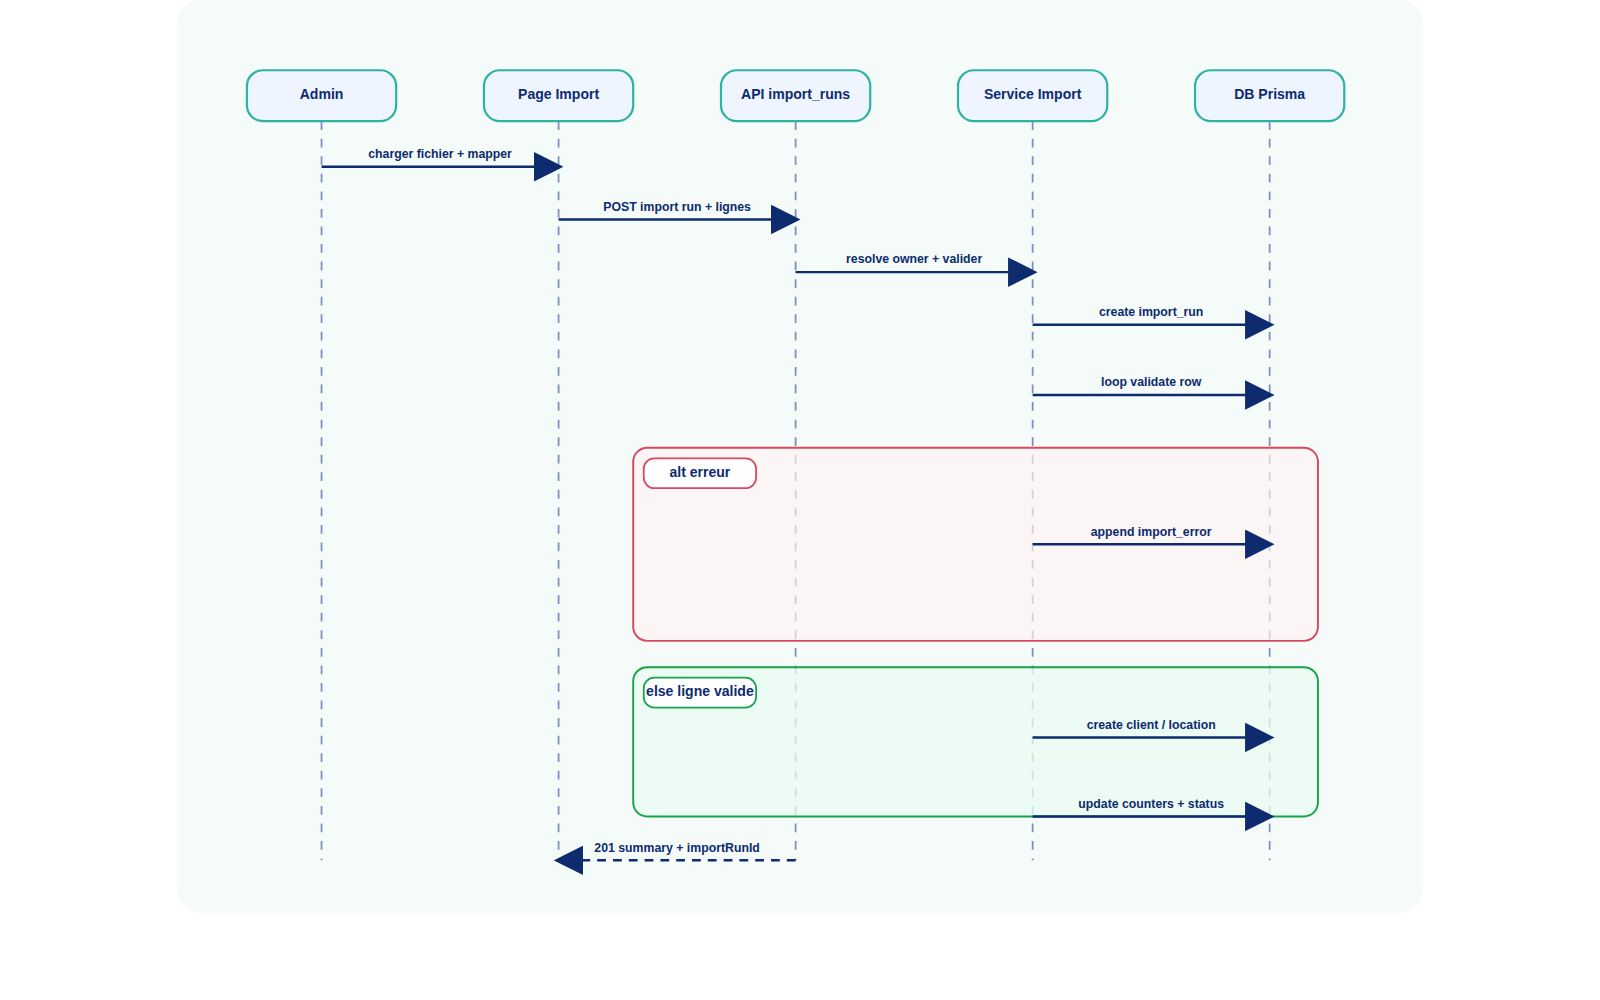 Admin
Page Import
API import_runs
Service Import
DB Prisma
charger fichier + mapper
POST import run + lignes
resolve owner + valider
create import_run
loop validate row
alt erreur
append import_error
else ligne valide
create client / location
update counters + status
201 summary + importRunId